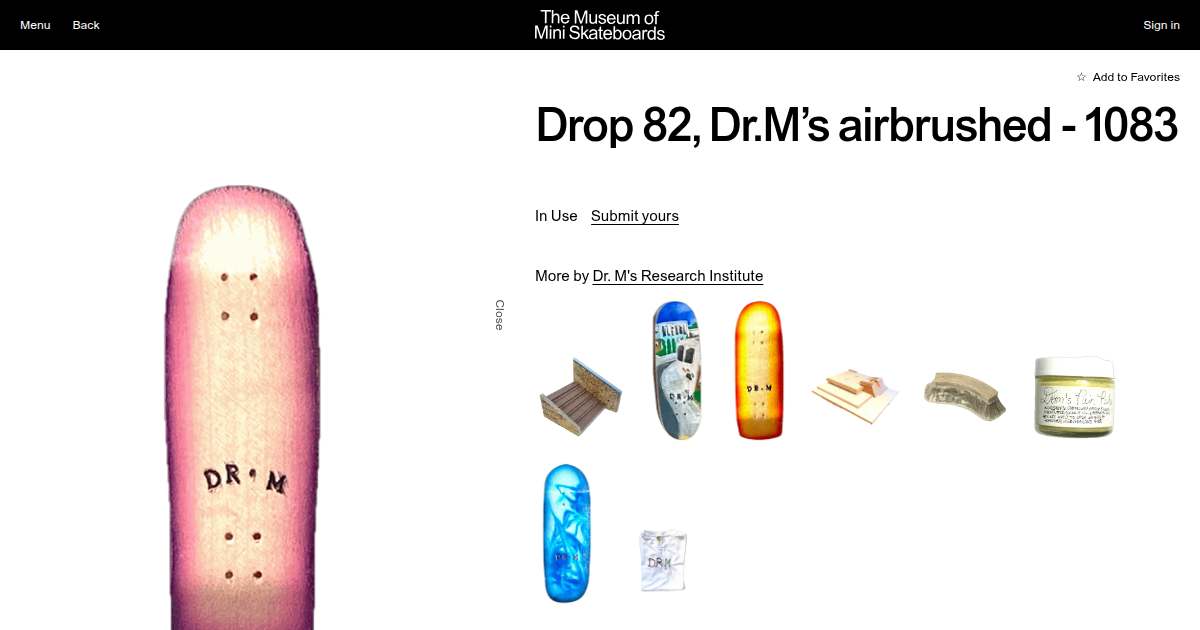 Menu
Back
The Museum of
Mini Skateboards
Sign in
☆ Add to Favorites
Drop 82, Dr.M’s airbrushed - 1083
In Use
Submit yours
More by Dr. M's Research Institute
Close
DR•M
DR•M
DR•M
DRM